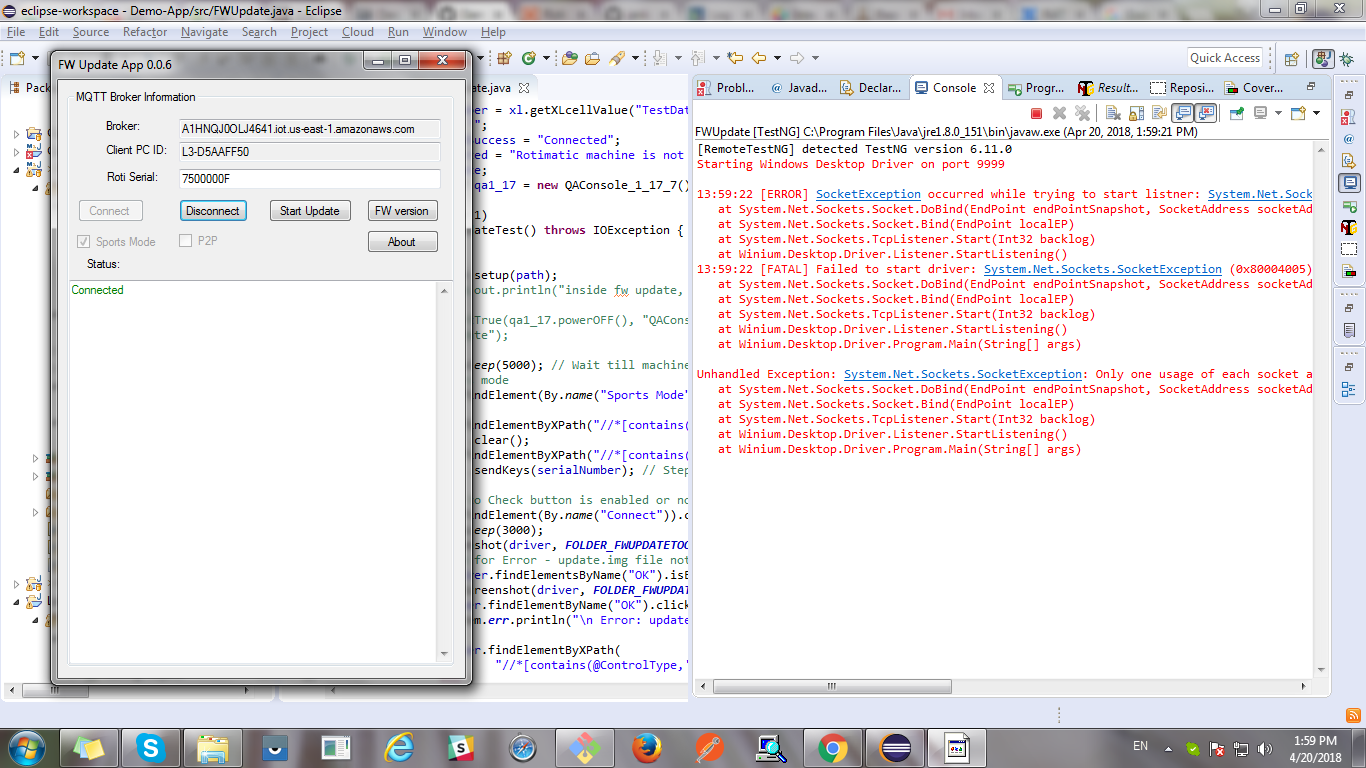 eclipse-workspace - Demo-App/src/FWUpdate.java - Eclipse
File Edit Source Refactor Navigate Search Project Cloud Run Window Help
Quick Access
FW Update App 0.0.6
MQTT Broker Information
Broker: A1HNQJ0OLJ4641.iot.us-east-1.amazonaws.com
Client PC ID: L3-D5AAFF50
Roti Serial: 7500000F
Connect Disconnect Start Update FW version
Sports Mode P2P About
Status:
Connected
Pack
te.java
er = xl.getXLcellValue("TestDat
";
success = "Connected";
ed = "Rotimatic machine is not
e;
qa1_17 = new QAConsole_1_17_7()
1)
ateTest() throws IOException {
setup(path);
out.println("inside fw update,
True(qa1_17.powerOFF(), "QACons
te");
eep(5000); // Wait till machine
mode
ndElement(By.name("Sports Mode"
ndElementByXPath("//*[contains(
clear();
ndElementByXPath("//*[contains(
sendKeys(serialNumber); // Step
o Check button is enabled or no
ndElement(By.name("Connect")).c
eep(3000);
shot(driver, FOLDER_FWUPDATETOO
for Error - update.img file not
er.findElementsByName("OK").isE
reenshot(driver, FOLDER_FWUPDAT
er.findElementByName("OK").click
m.err.println("\n Error: update
er.findElementByXPath(
"//*[contains(@ControlType,'
Probl... Javad... Declar... Console Progr... Result... Reposi... Cover...
FWUpdate [TestNG] C:\Program Files\Java\jre1.8.0_151\bin\javaw.exe (Apr 20, 2018, 1:59:21 PM)
[RemoteTestNG] detected TestNG version 6.11.0
Starting Windows Desktop Driver on port 9999
13:59:22 [ERROR] SocketException occurred while trying to start listner: System.Net.Sock
at System.Net.Sockets.Socket.DoBind(EndPoint endPointSnapshot, SocketAddress socketAd
at System.Net.Sockets.Socket.Bind(EndPoint localEP)
at System.Net.Sockets.TcpListener.Start(Int32 backlog)
at Winium.Desktop.Driver.Listener.StartListening()
13:59:22 [FATAL] Failed to start driver: System.Net.Sockets.SocketException (0x80004005)
at System.Net.Sockets.Socket.DoBind(EndPoint endPointSnapshot, SocketAddress socketAd
at System.Net.Sockets.Socket.Bind(EndPoint localEP)
at System.Net.Sockets.TcpListener.Start(Int32 backlog)
at Winium.Desktop.Driver.Listener.StartListening()
at Winium.Desktop.Driver.Program.Main(String[] args)
Unhandled Exception: System.Net.Sockets.SocketException: Only one usage of each socket a
at System.Net.Sockets.Socket.DoBind(EndPoint endPointSnapshot, SocketAddress socketAd
at System.Net.Sockets.Socket.Bind(EndPoint localEP)
at System.Net.Sockets.TcpListener.Start(Int32 backlog)
at Winium.Desktop.Driver.Listener.StartListening()
at Winium.Desktop.Driver.Program.Main(String[] args)
EN
1:59 PM
4/20/2018